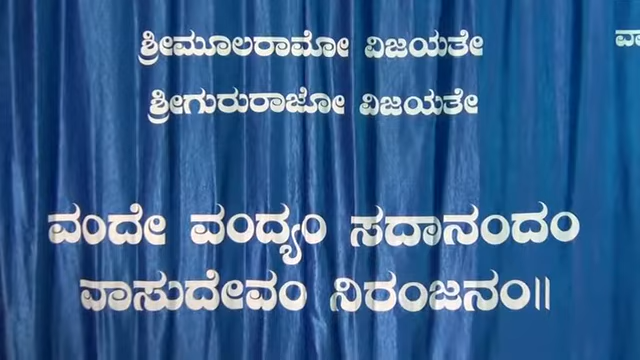 ಶ್ರೀಮೂಲರಾಮೋ ವಿಜಯತೇ
ಶ್ರೀಗುರುರಾಜೋ ವಿಜಯತೇ
ವಂದೇ ವಂದ್ಯಂ ಸದಾನಂದಂ
ವಾಸುದೇವಂ ನಿರಂಜನಂ॥